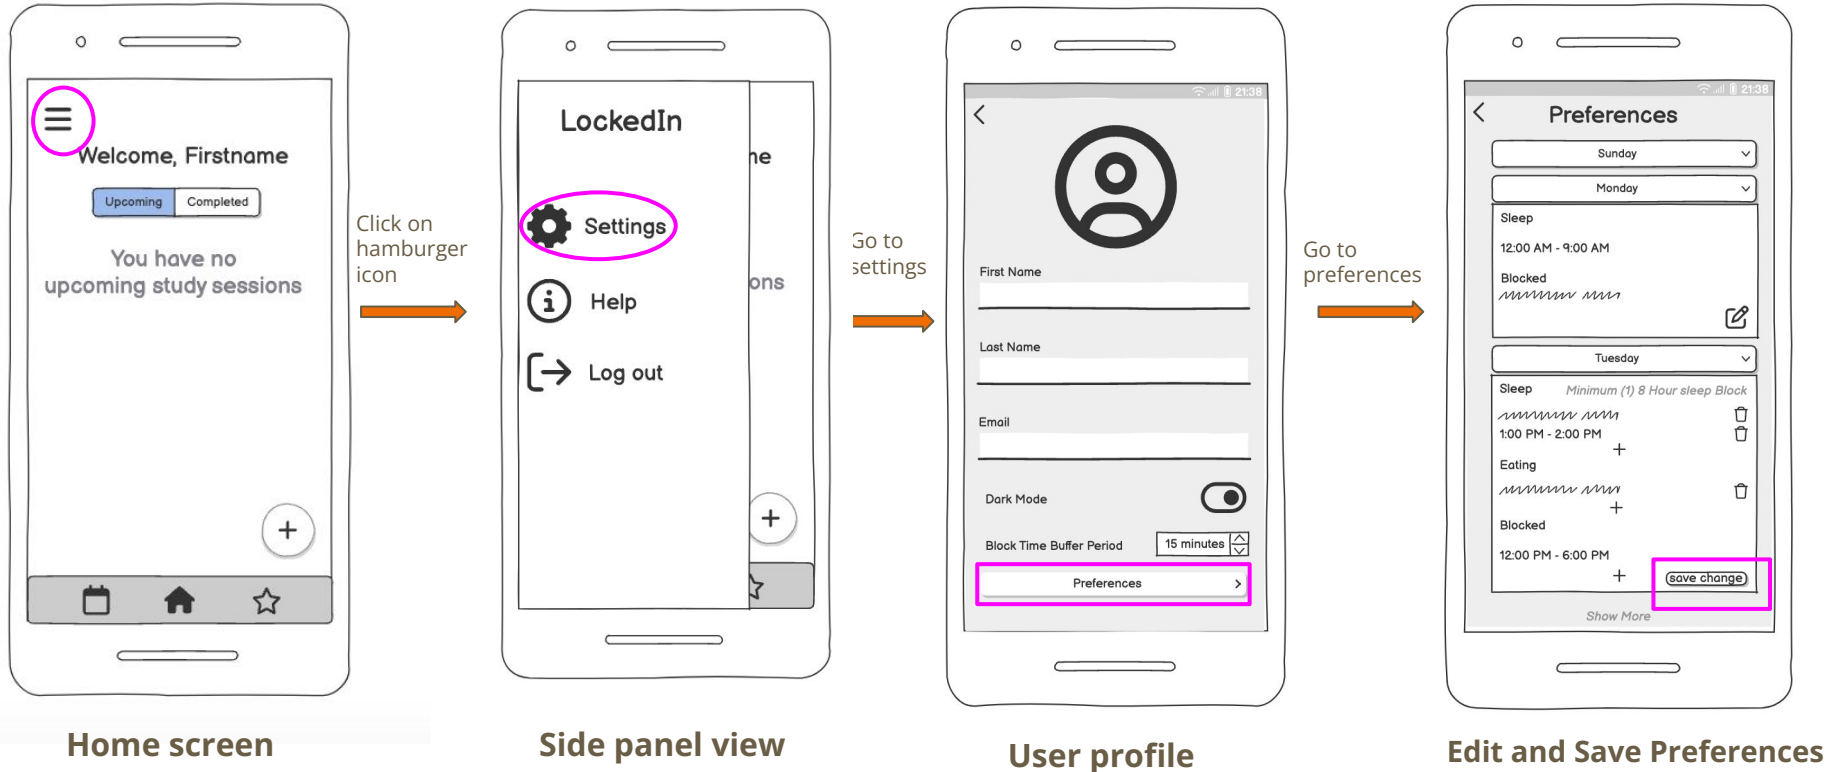 Welcome, Firstname
Upcoming
Completed
You have no
upcoming study sessions
Home screen
Click on
hamburger
icon
LockedIn
Settings
Help
Log out
ne
ons
Side panel view
Go to
settings
21:38
First Name
Last Name
Email
Dark Mode
Block Time Buffer Period
15 minutes
Preferences
User profile
Go to
preferences
21:38
Preferences
Sunday
Monday
Sleep
12:00 AM - 9:00 AM
Blocked
Tuesday
Sleep Minimum (1) 8 Hour sleep Block
1:00 PM - 2:00 PM
Eating
Blocked
12:00 PM - 6:00 PM
save change
Show More
Edit and Save Preferences